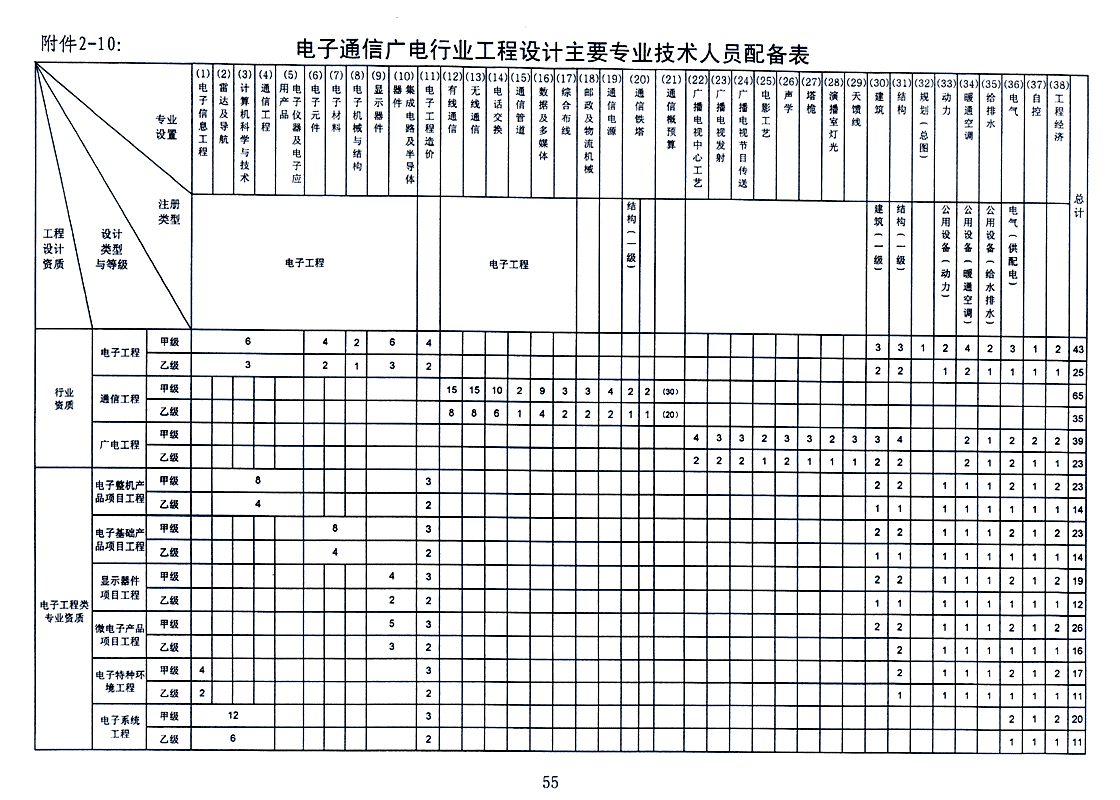 附件2-10:
电子通信广电行业工程设计主要专业技术人员配备表
专业设置
注册类型
设计类型与等级
工程设计资质
(1) 电子信息工程
(2) 雷达及导航
(3) 计算机科学与技术
(4) 通信工程
(5) 电子仪器及电子应用产品
(6) 电子元件
(7) 电子材料
(8) 电子机械与结构
(9) 显示器件
(10) 集成电路及半导体器件
(11) 电子工程造价
(12) 有线通信
(13) 无线通信
(14) 电话交换
(15) 通信管道
(16) 数据及多媒体
(17) 综合布线
(18) 邮政及物流机械
(19) 通信电源
(20) 通信铁塔
(21) 通信概预算
(22) 广播电视中心工艺
(23) 广播电视发射
(24) 广播电视节目传送
(25) 电影工艺
(26) 声学
(27) 塔桅
(28) 演播室灯光
(29) 天馈线
(30) 建筑
(31) 结构
(32) 规划(总图)
(33) 动力
(34) 暖通空调
(35) 给排水
(36) 电气
(37) 自控
(38) 工程经济
总计
电子工程
电子工程
结构(一级)
建筑(一级)
结构(一级)
公用设备(动力)
公用设备(暖通空调)
公用设备(给水排水)
电气(供配电)
行业资质
电子工程 甲级 6 4 2 6 4 3 3 1 2 4 2 3 1 2 43
乙级 3 2 1 3 2 2 2 1 2 1 1 1 1 25
通信工程 甲级 15 15 10 2 9 3 3 4 2 2 (30) 65
乙级 8 8 6 1 4 2 2 2 1 1 (20) 35
广电工程 甲级 4 3 3 2 3 3 2 3 3 4 2 1 2 2 2 39
乙级 2 2 2 1 2 1 1 1 2 2 2 1 2 1 1 23
电子工程类专业资质
电子整机产品项目工程 甲级 8 3 2 2 1 1 1 2 1 2 23
乙级 4 2 1 1 1 1 1 1 1 1 14
电子基础产品项目工程 甲级 8 3 2 2 1 1 1 2 1 2 23
乙级 4 2 1 1 1 1 1 1 1 1 14
显示器件项目工程 甲级 4 3 2 2 1 1 1 2 1 2 19
乙级 2 2 1 1 1 1 1 1 1 1 12
微电子产品项目工程 甲级 5 3 2 2 1 1 1 2 1 2 26
乙级 3 2 2 1 1 1 1 1 1 16
电子特种环境工程 甲级 4 3 2 1 1 1 2 1 2 17
乙级 2 2 1 1 1 1 1 1 1 11
电子系统工程 甲级 12 3 2 1 2 20
乙级 6 2 1 1 1 11
55